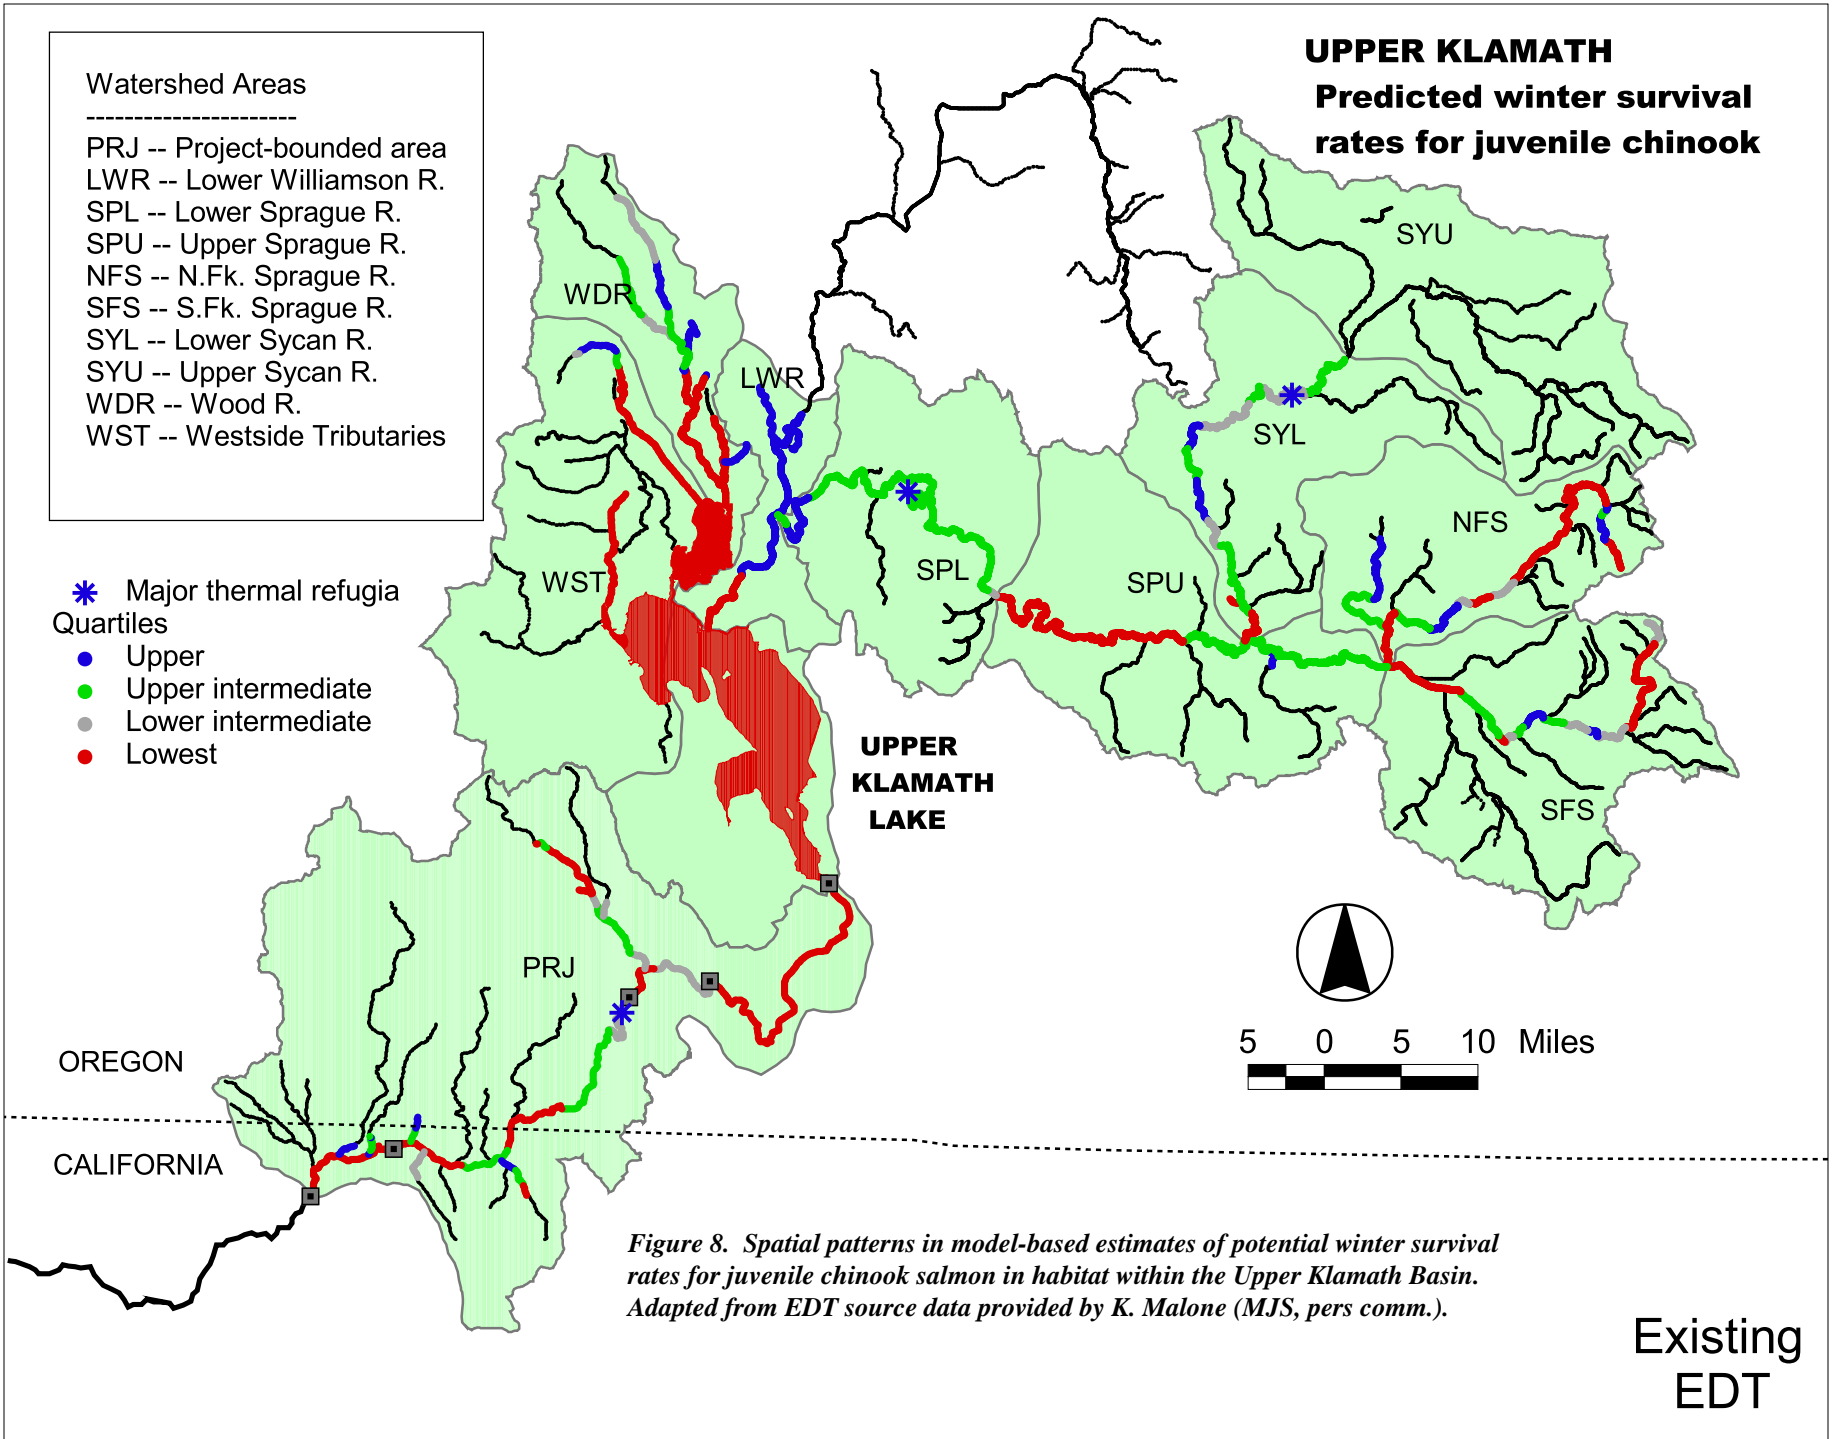 UPPER KLAMATH
Predicted winter survival
rates for juvenile chinook
Watershed Areas
----------------------
PRJ -- Project-bounded area
LWR -- Lower Williamson R.
SPL -- Lower Sprague R.
SPU -- Upper Sprague R.
NFS -- N.Fk. Sprague R.
SFS -- S.Fk. Sprague R.
SYL -- Lower Sycan R.
SYU -- Upper Sycan R.
WDR -- Wood R.
WST -- Westside Tributaries
Major thermal refugia
Quartiles
Upper
Upper intermediate
Lower intermediate
Lowest
SYU
WDR
LWR
SYL
NFS
SPL
SPU
WST
SFS
UPPER
KLAMATH
LAKE
PRJ
OREGON
CALIFORNIA
5 0 5 10 Miles
Figure 8. Spatial patterns in model-based estimates of potential winter survival
rates for juvenile chinook salmon in habitat within the Upper Klamath Basin.
Adapted from EDT source data provided by K. Malone (MJS, pers comm.).
Existing
EDT